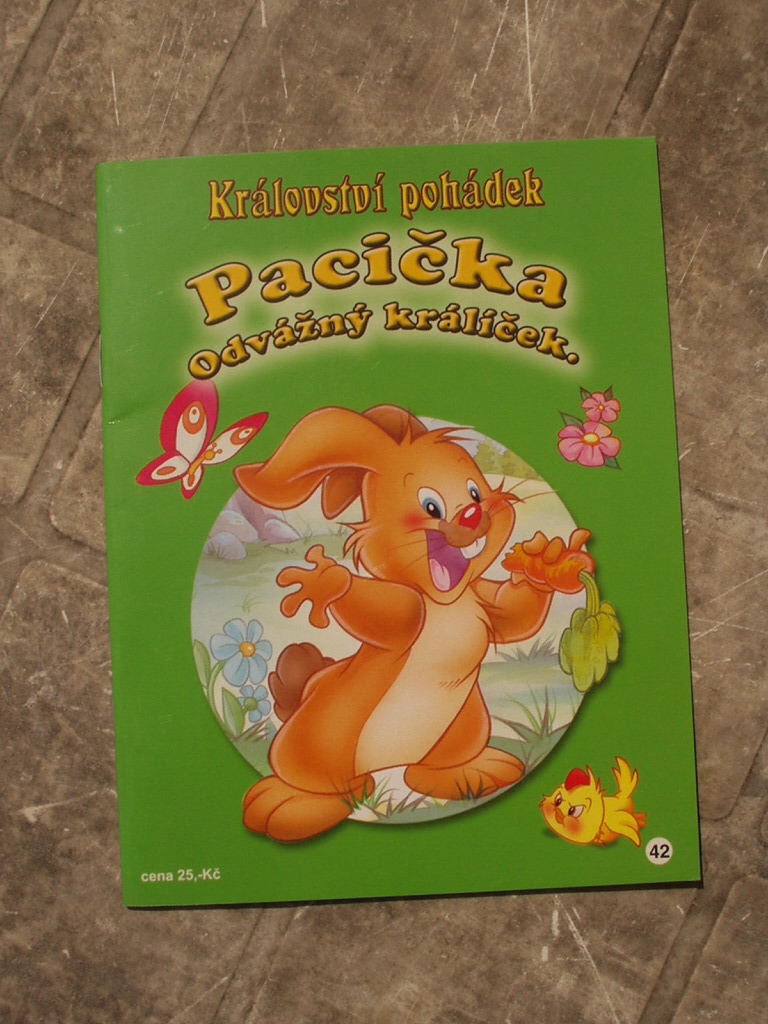 Království pohádek
Pacička
Odvážný králíček.
cena 25,-Kč
42